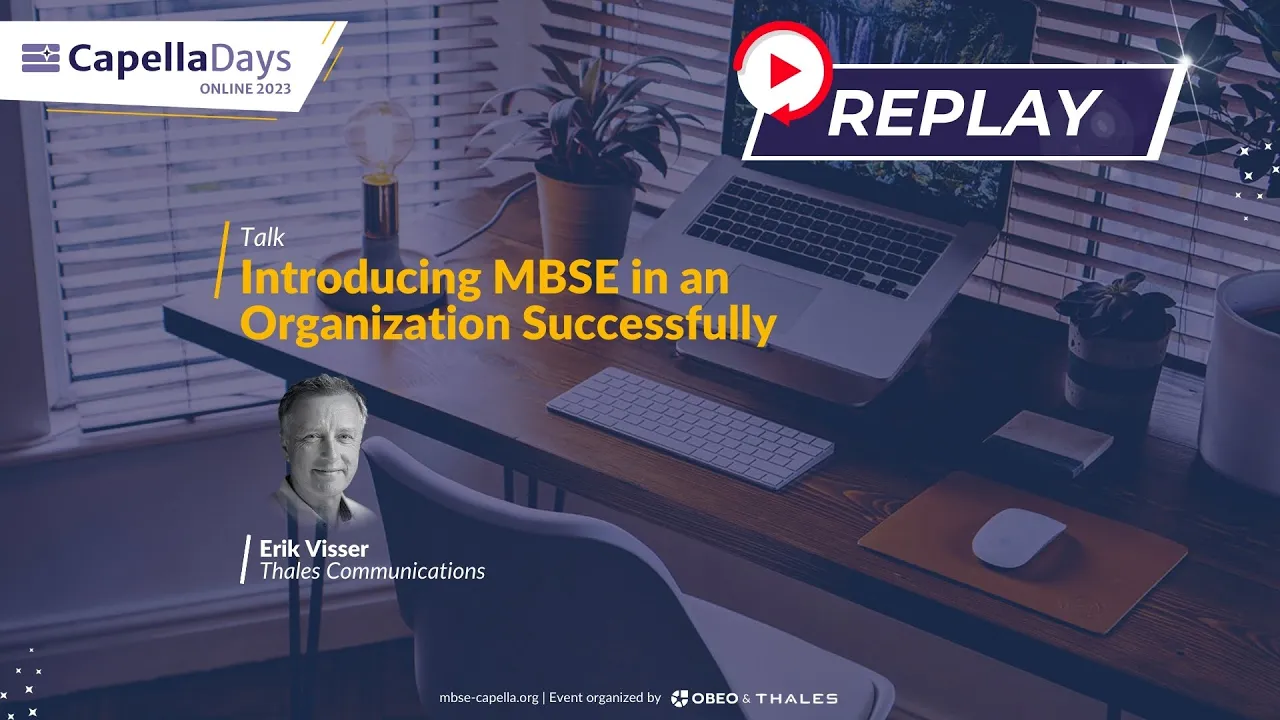 CapellaDays
ONLINE 2023
REPLAY
Talk
Introducing MBSE in an
Organization Successfully
Erik Visser
Thales Communications
mbse-capella.org | Event organized by OBEO & THALES